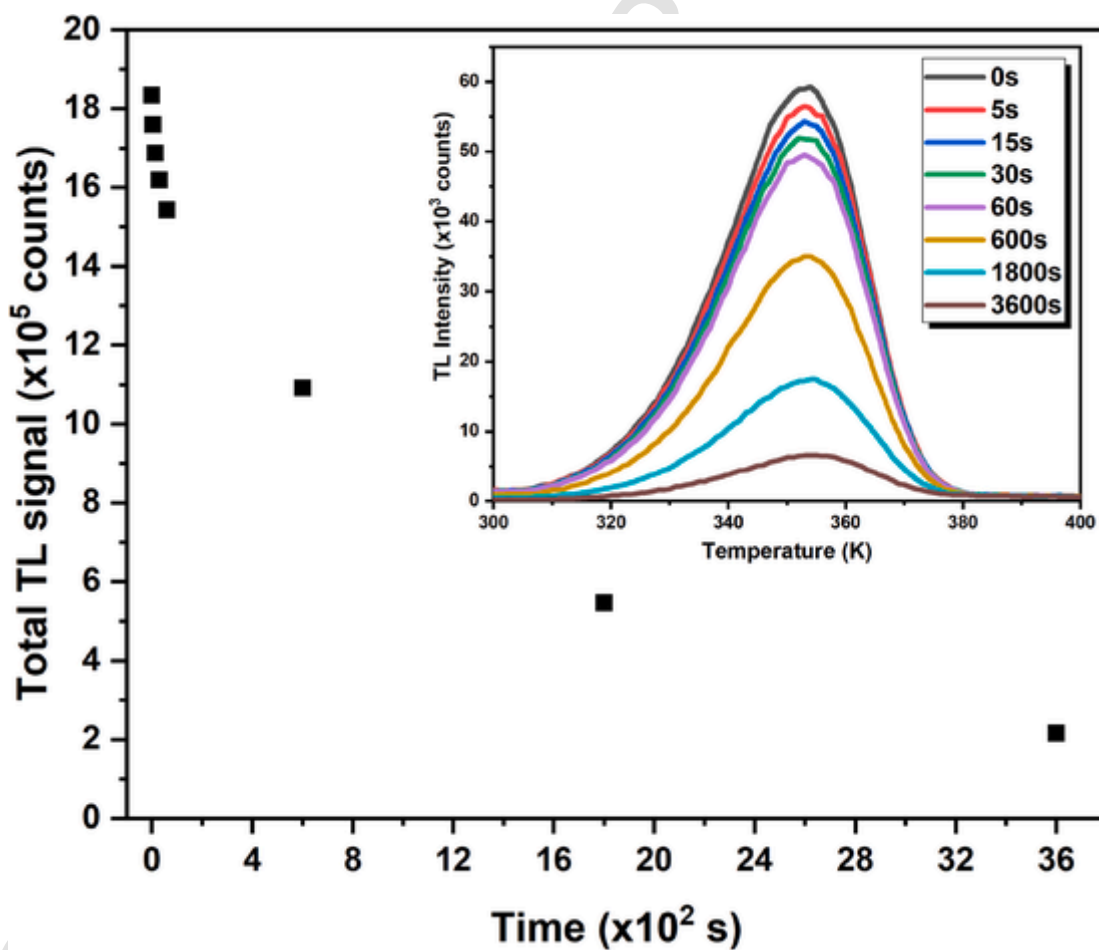 20
18
16
14
12
10
8
6
4
2
0
Total TL signal (x10⁵ counts)
0 4 8 12 16 20 24 28 32 36
Time (x10² s)
60
50
40
30
20
10
0
TL Intensity (x10³ counts)
300 320 340 360 380 400
Temperature (K)
0s
5s
15s
30s
60s
600s
1800s
3600s